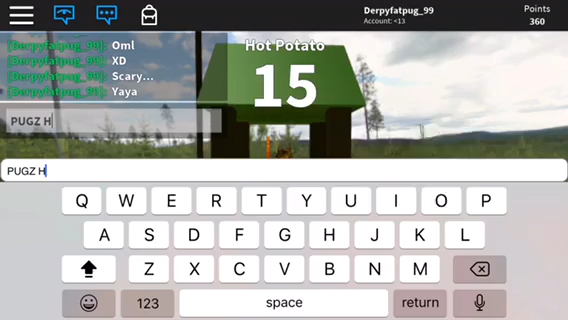 Derpyfatpug_99
Account: <13
Points
360
Hot Potato
15
[Derpyfatpug_99]: Oml
[Derpyfatpug_99]: XD
[Derpyfatpug_99]: Scary...
[Derpyfatpug_99]: Yaya
PUGZ H
PUGZ H
Q W E R T Y U I O P
A S D F G H J K L
Z X C V B N M
123 space return